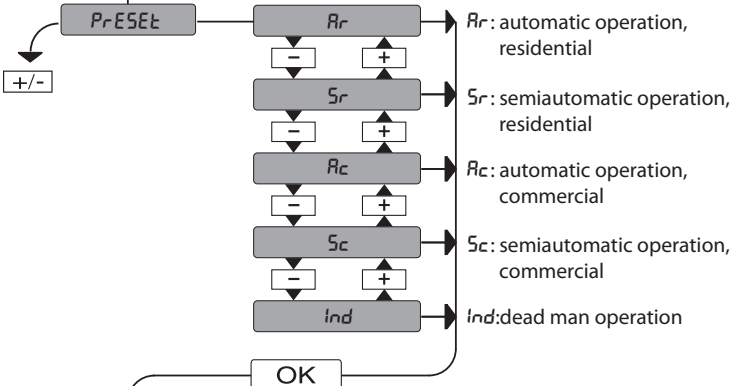 PrESEt
Ar
Ar: automatic operation,
residential
- +
+/-
Sr
Sr: semiautomatic operation,
residential
- +
Ac
Ac: automatic operation,
commercial
- +
Sc
Sc: semiautomatic operation,
commercial
- +
Ind
Ind:dead man operation
OK